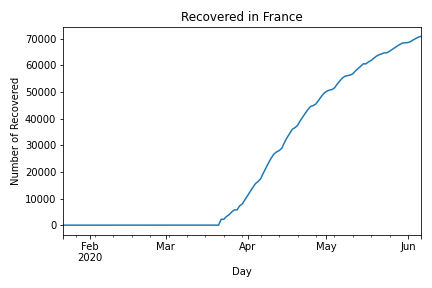 Recovered in France
Number of Recovered
70000
60000
50000
40000
30000
20000
10000
0
Feb
2020
Mar
Apr
May
Jun
Day